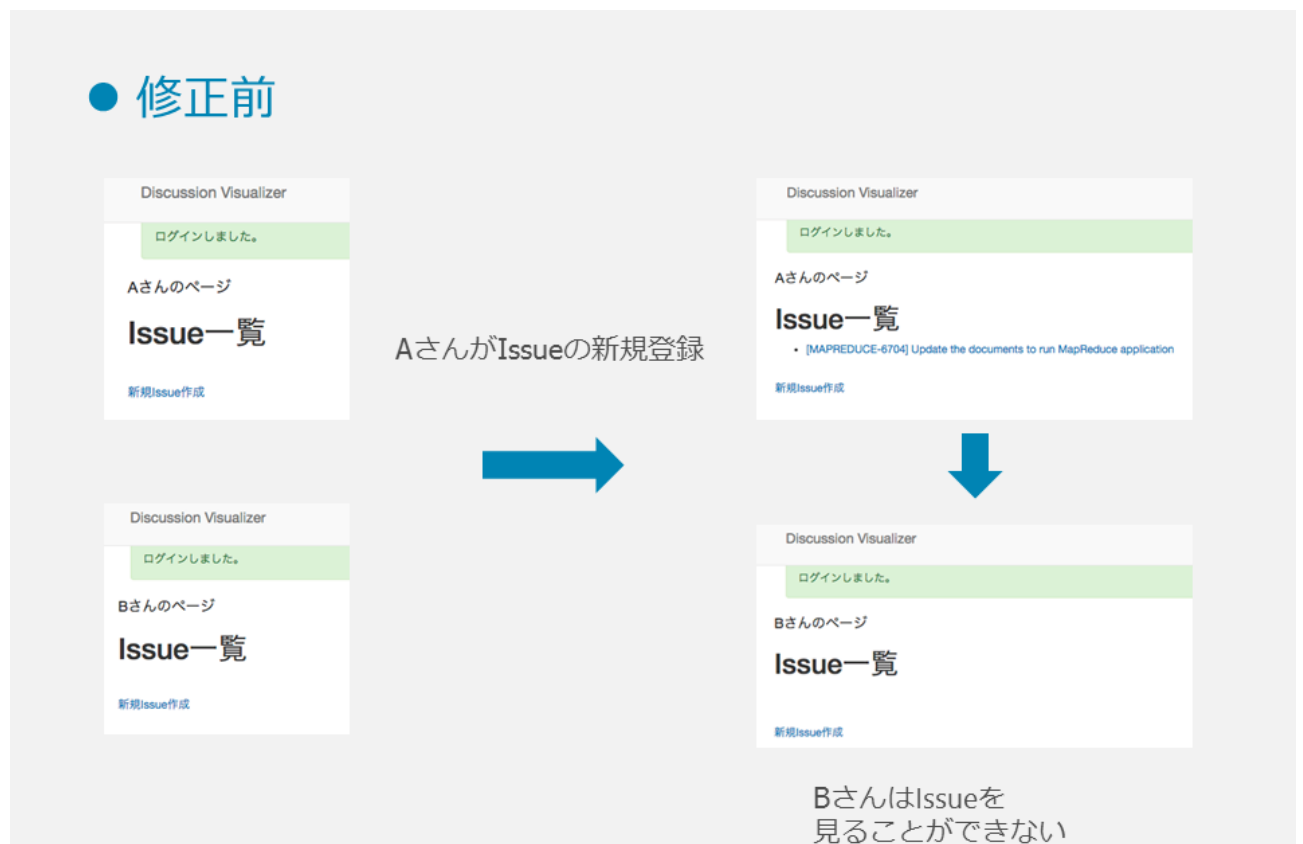 ● 修正前
Discussion Visualizer
ログインしました。
Aさんのページ
Issue一覧
新規Issue作成
Discussion Visualizer
ログインしました。
Bさんのページ
Issue一覧
新規Issue作成
AさんがIssueの新規登録
Discussion Visualizer
ログインしました。
Aさんのページ
Issue一覧
• [MAPREDUCE-6704] Update the documents to run MapReduce application
新規Issue作成
Discussion Visualizer
ログインしました。
Bさんのページ
Issue一覧
新規Issue作成
BさんはIssueを
見ることができない